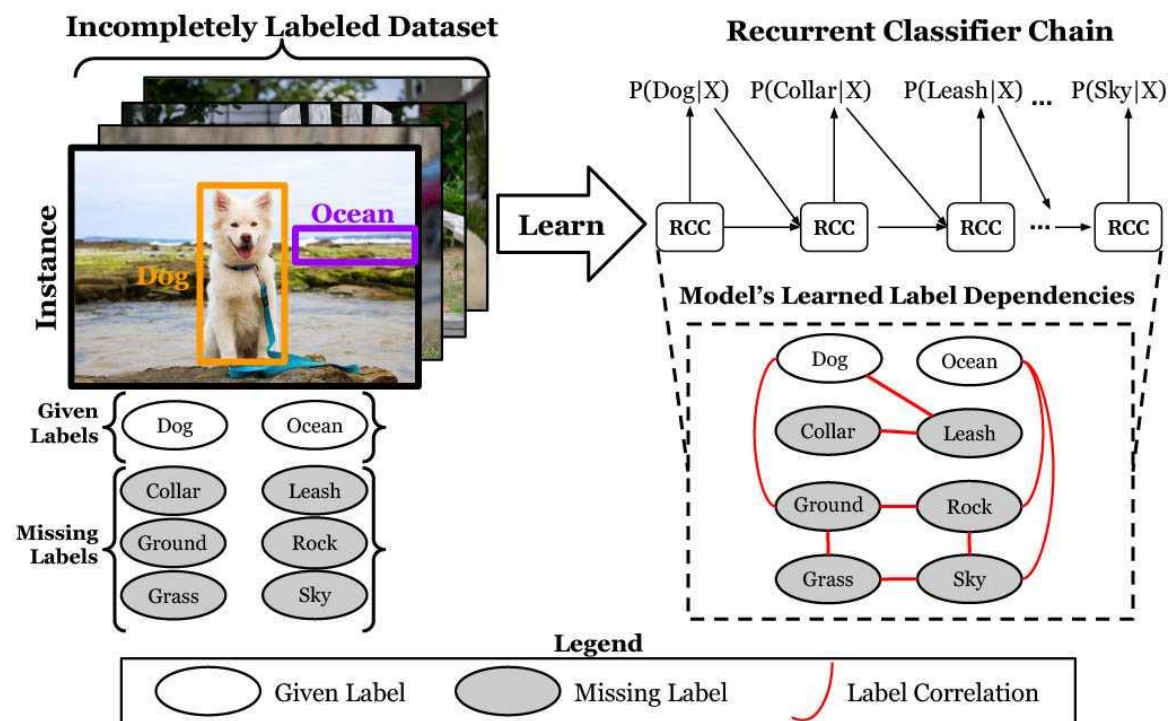 Incompletely Labeled Dataset
Instance
Ocean
Dog
Given
Labels
Dog
Ocean
Missing
Labels
Collar
Leash
Ground
Rock
Grass
Sky
Learn
Recurrent Classifier Chain
P(Dog|X) P(Collar|X) P(Leash|X) ... P(Sky|X)
RCC RCC RCC ... RCC
Model's Learned Label Dependencies
Dog
Ocean
Collar
Leash
Ground
Rock
Grass
Sky
Legend
Given Label
Missing Label
Label Correlation